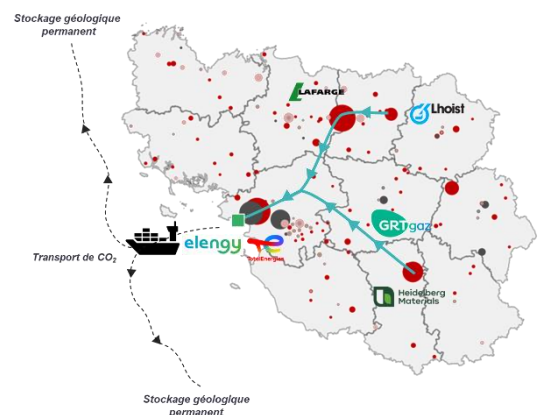 Stockage géologique
permanent
LAFARGE
Lhoist
GRTgaz
elengy
TotalEnergies
Transport de CO₂
Heidelberg
Materials
Stockage géologique
permanent